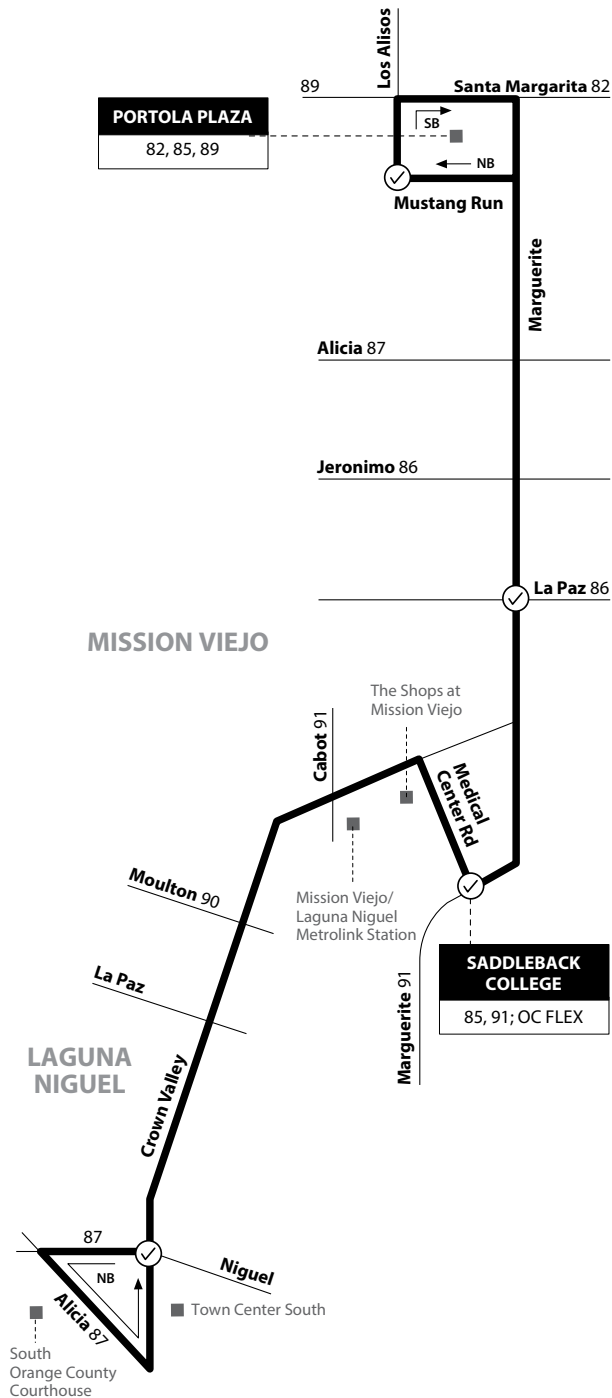 Los Alisos
89
Santa Margarita 82
PORTOLA PLAZA
82, 85, 89
SB
NB
Mustang Run
Marguerite
Alicia 87
Jeronimo 86
La Paz 86
MISSION VIEJO
The Shops at
Mission Viejo
Cabot 91
Medical
Center Rd
Moulton 90
Mission Viejo/
Laguna Niguel
Metrolink Station
SADDLEBACK
COLLEGE
85, 91; OC FLEX
La Paz
Marguerite 91
LAGUNA
NIGUEL
Crown Valley
87
NB
Niguel
Alicia 87
Town Center South
South
Orange County
Courthouse